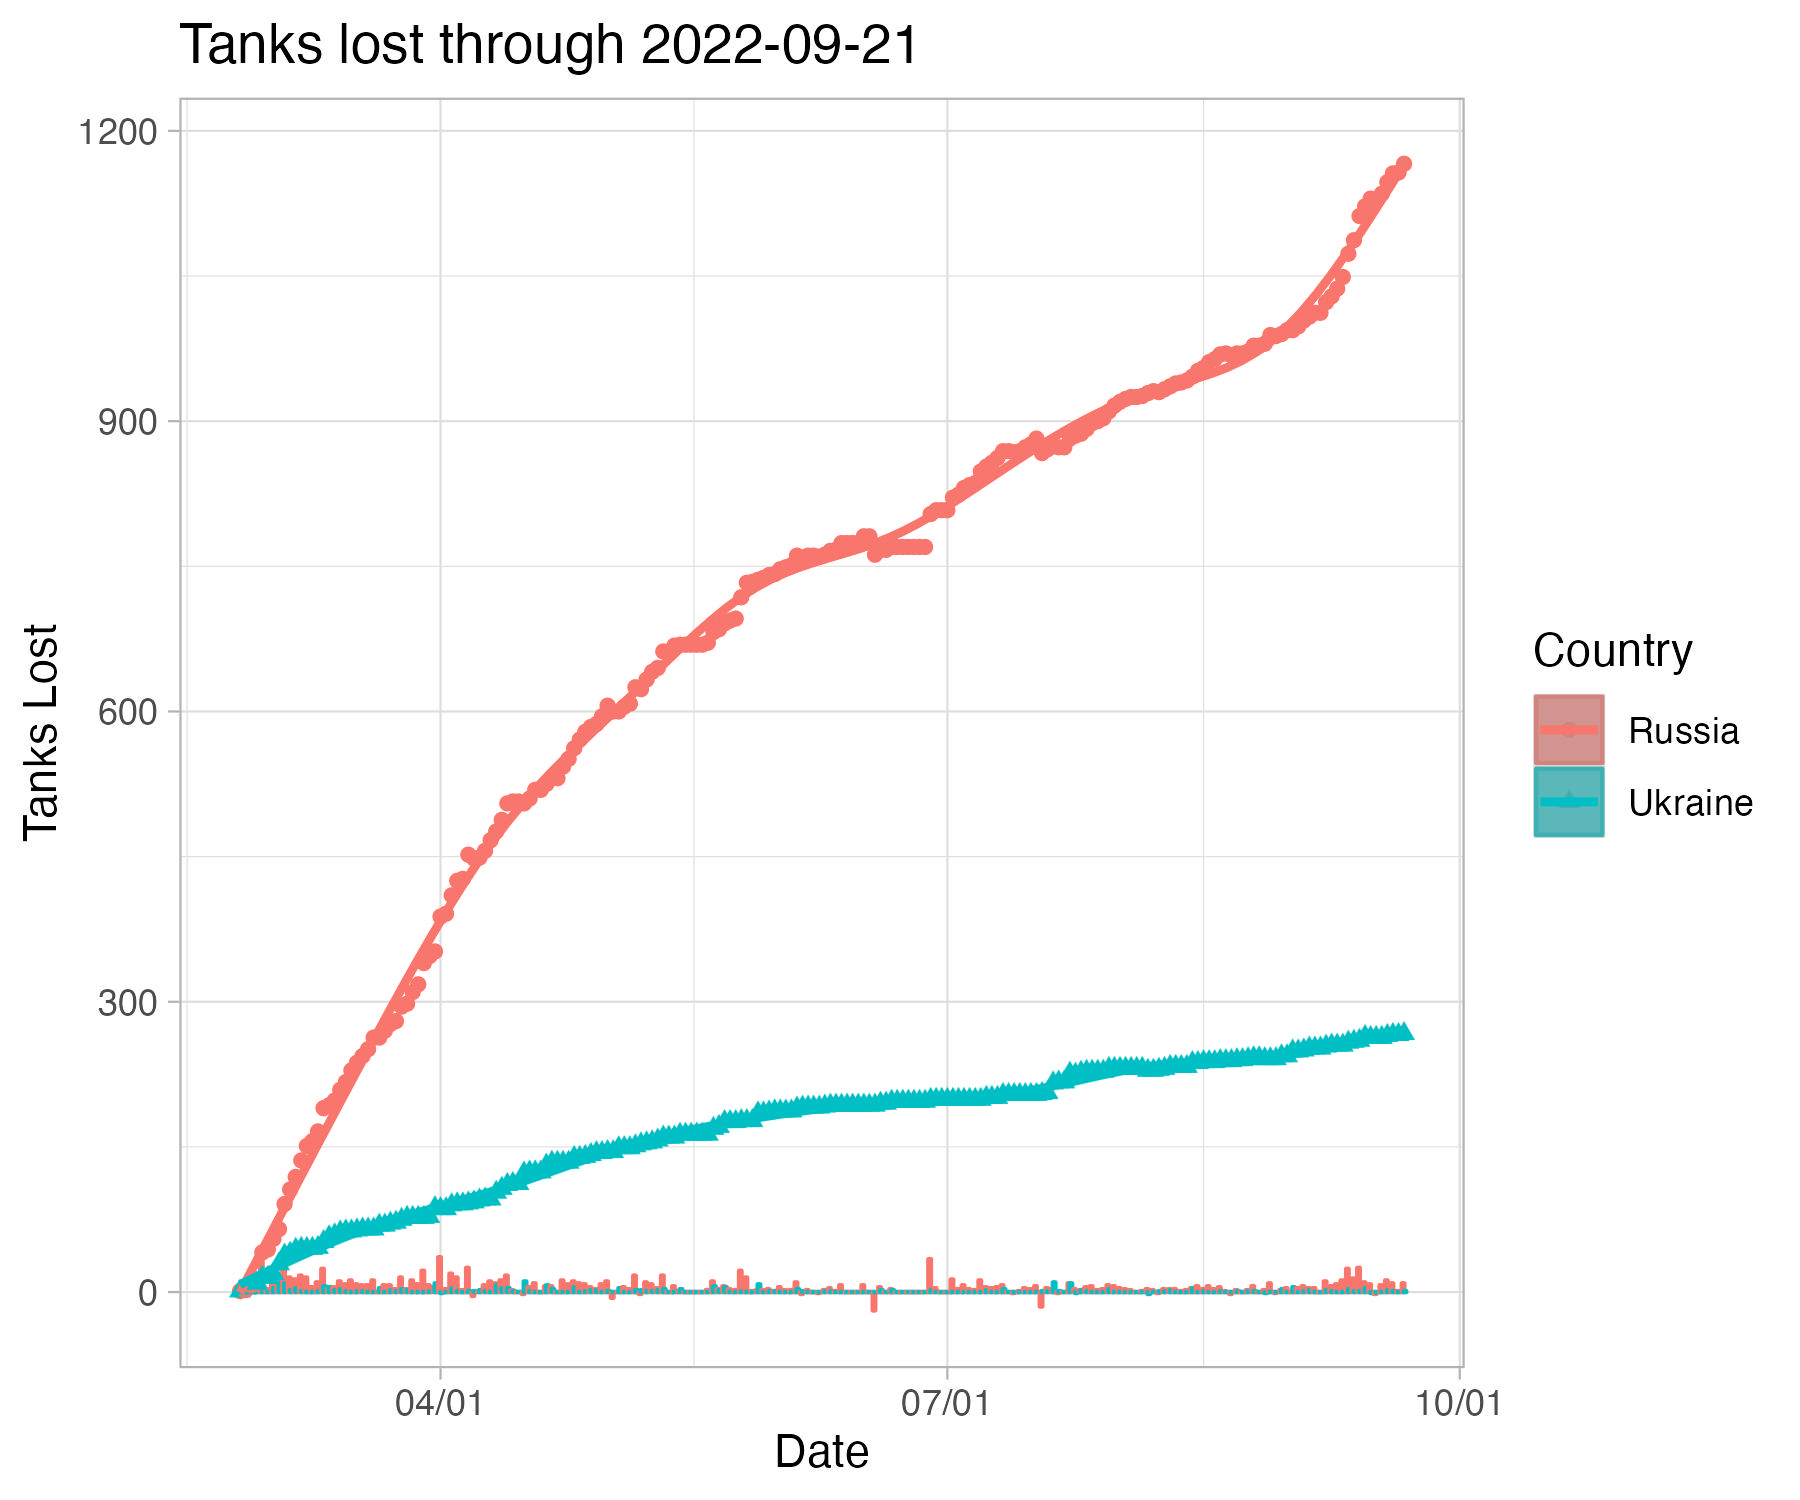 Tanks lost through 2022-09-21
1200
900
600
300
0
Tanks Lost
04/01
07/01
10/01
Date
Country
Russia
Ukraine